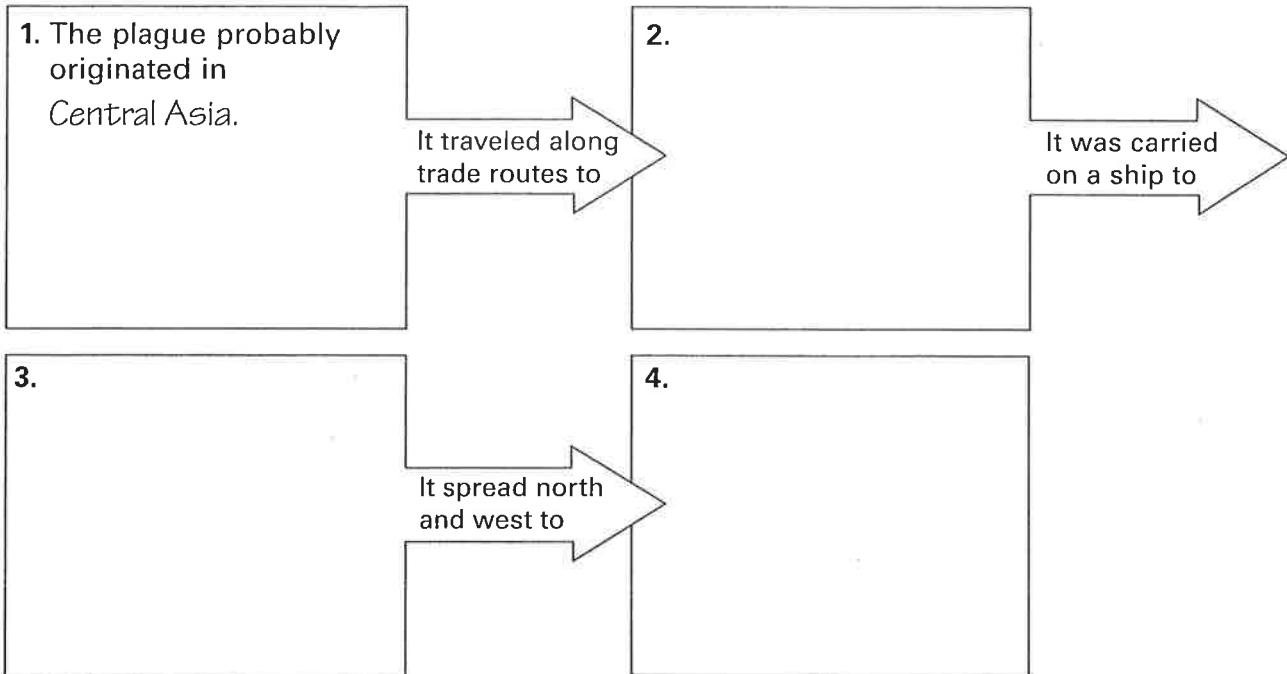 1. The plague probably
originated in
Central Asia.
It traveled along
trade routes to
2.
It was carried
on a ship to
3.
It spread north
and west to
4.